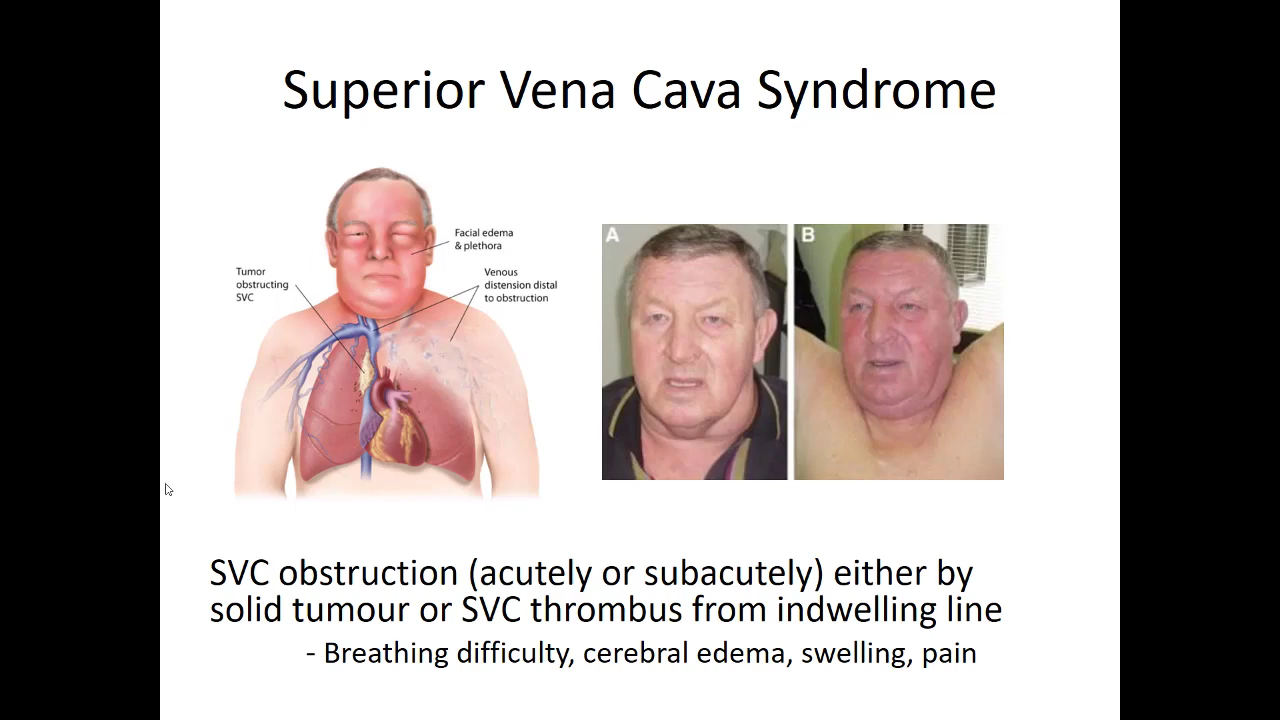 Superior Vena Cava Syndrome
Facial edema
& plethora
Tumor
obstructing
SVC
Venous
distension distal
to obstruction
A
B
SVC obstruction (acutely or subacutely) either by
solid tumour or SVC thrombus from indwelling line
- Breathing difficulty, cerebral edema, swelling, pain